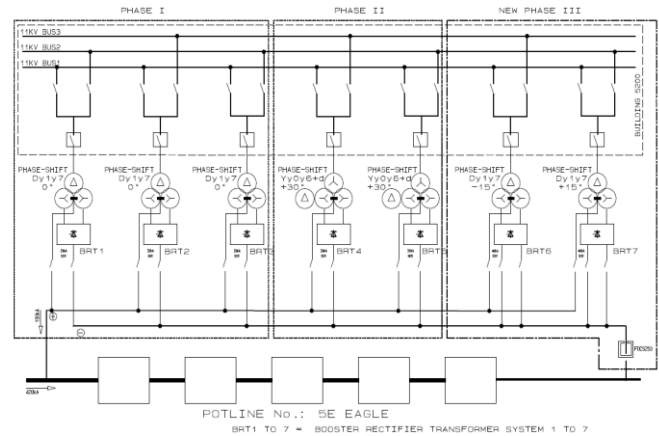 PHASE I PHASE II NEW PHASE III
11KV BUS3
11KV BUS2
11KV BUS1
BUILDING 5200
PHASE-SHIFT PHASE-SHIFT PHASE-SHIFT PHASE-SHIFT PHASE-SHIFT PHASE-SHIFT PHASE-SHIFT
Dy1y7 Dy1y7 Dy1y7 Yy0y6+d Yy0y6+d Dy1y7 Dy1y7
0° 0° 0° +30° +30° -15° +15°
BRT1 BRT2 BRT3 BRT4 BRT5 BRT6 BRT7
420kA
POTLINE No.: 5E EAGLE
BRT1 TO 7 = BOOSTER RECTIFIER TRANSFORMER SYSTEM 1 TO 7